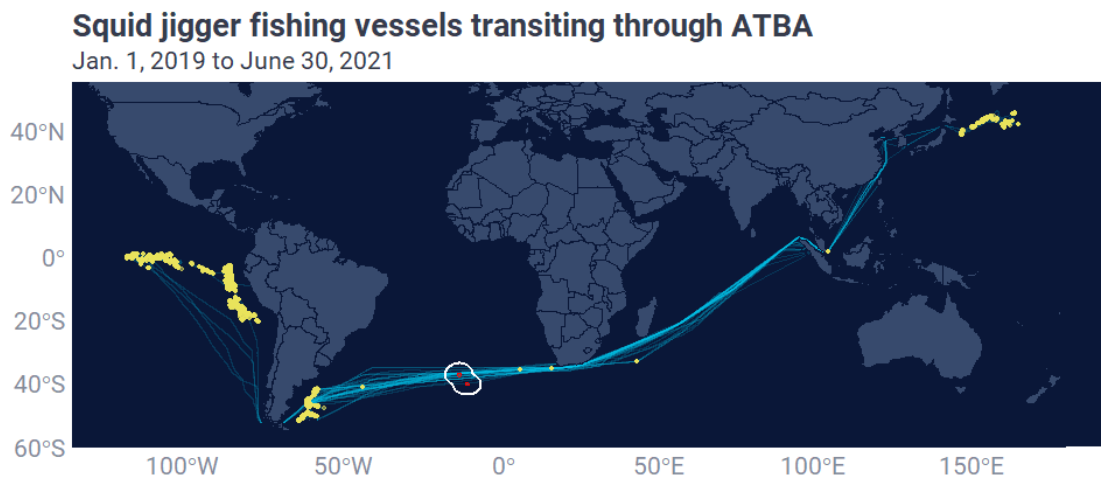 Squid jigger fishing vessels transiting through ATBA
Jan. 1, 2019 to June 30, 2021
40°N
20°N
0°
20°S
40°S
60°S
100°W 50°W 0° 50°E 100°E 150°E